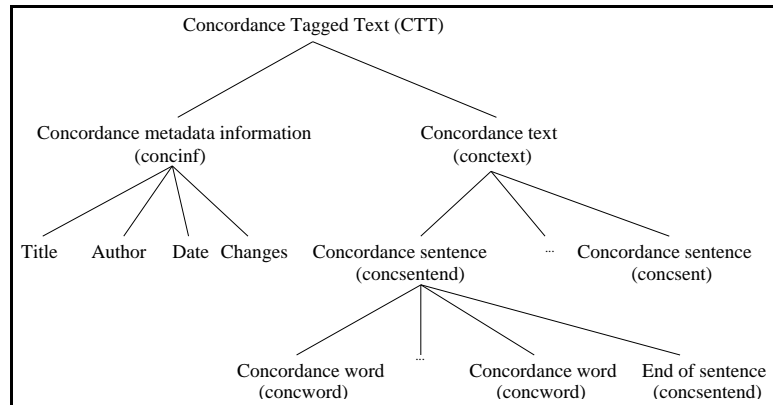 Concordance Tagged Text (CTT)
Concordance metadata information
(concinf)
Concordance text
(conctext)
Title Author Date Changes
Concordance sentence
(concsentend)
...
Concordance sentence
(concsent)
Concordance word
(concword)
...
Concordance word
(concword)
End of sentence
(concsentend)